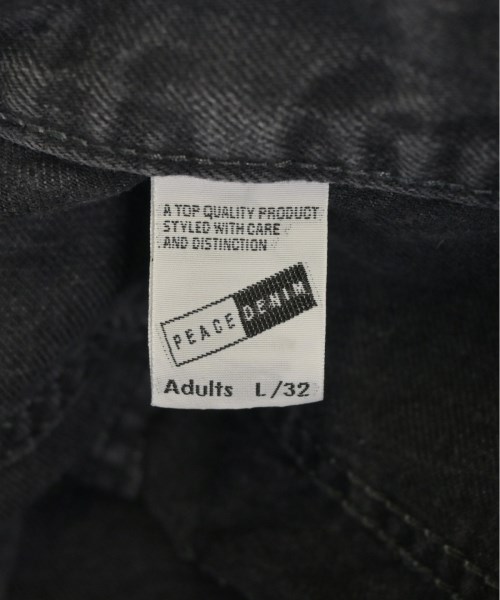 A TOP QUALITY PRODUCT
STYLED WITH CARE
AND DISTINCTION
PEACE DENIM
Adults L/32